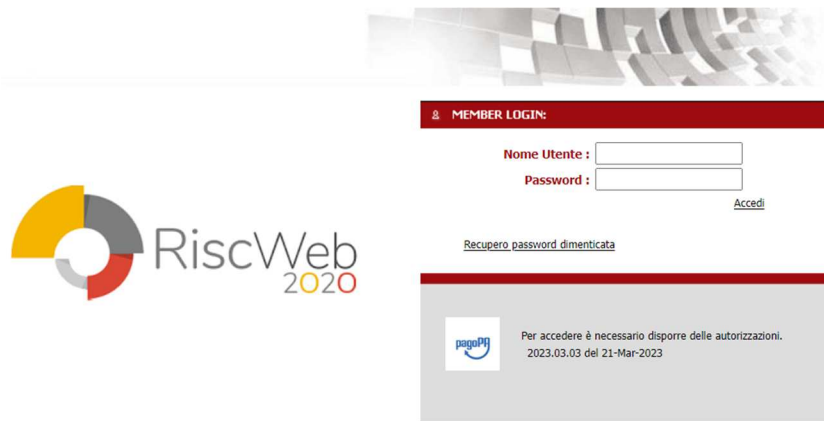 MEMBER LOGIN:
Nome Utente :
Password :
Accedi
Recupero password dimenticata
RiscWeb
2020
pagoPA
Per accedere è necessario disporre delle autorizzazioni.
2023.03.03 del 21-Mar-2023